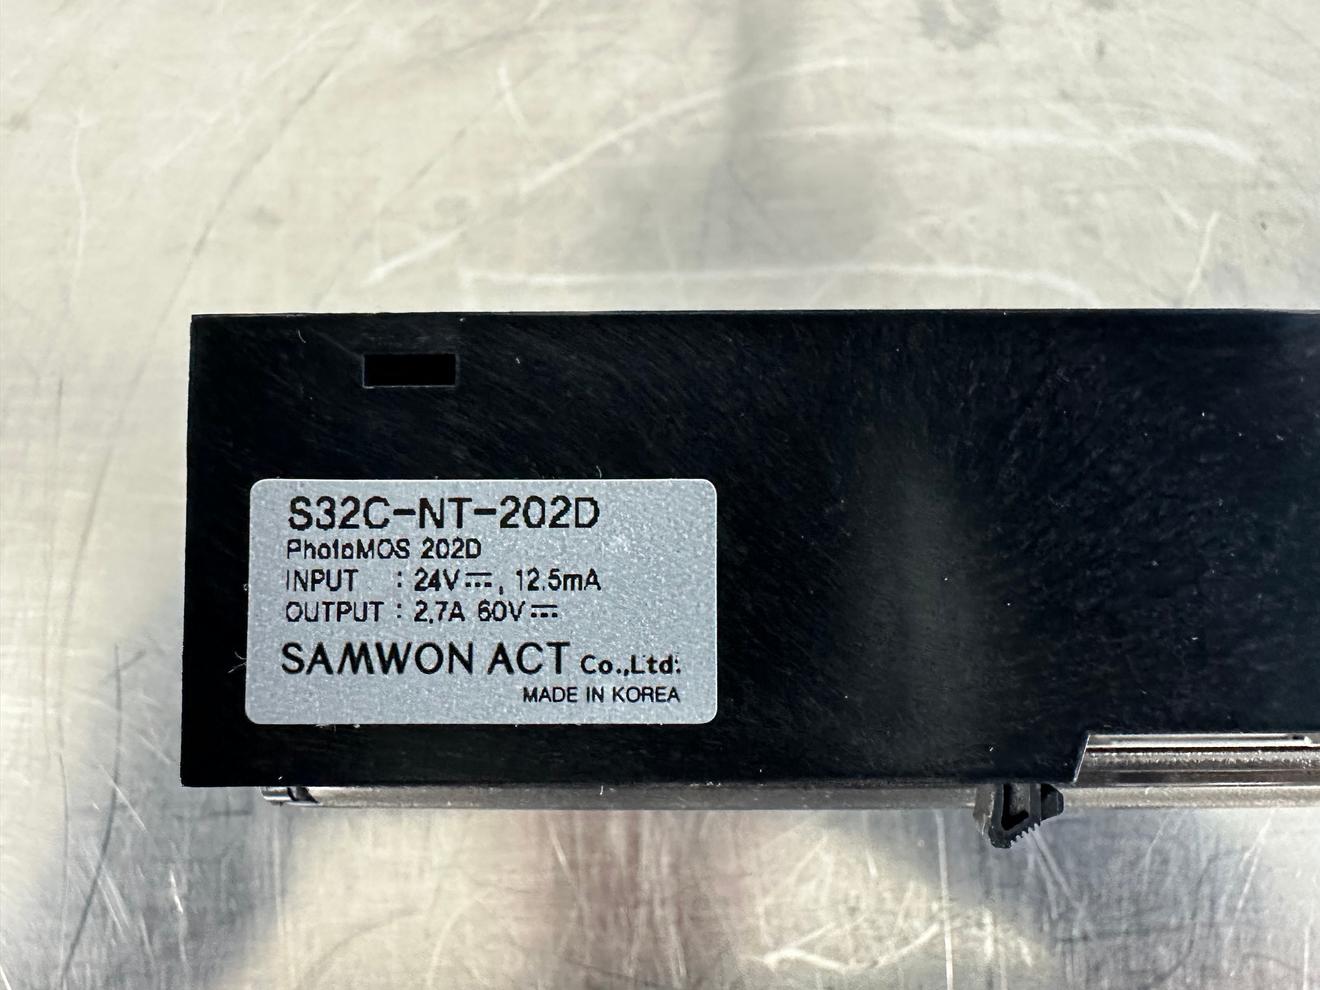 S32C-NT-202D
PhotoMOS 202D
INPUT : 24V⎓, 12.5mA
OUTPUT : 2.7A 60V⎓
SAMWON ACT Co.,Ltd.
MADE IN KOREA